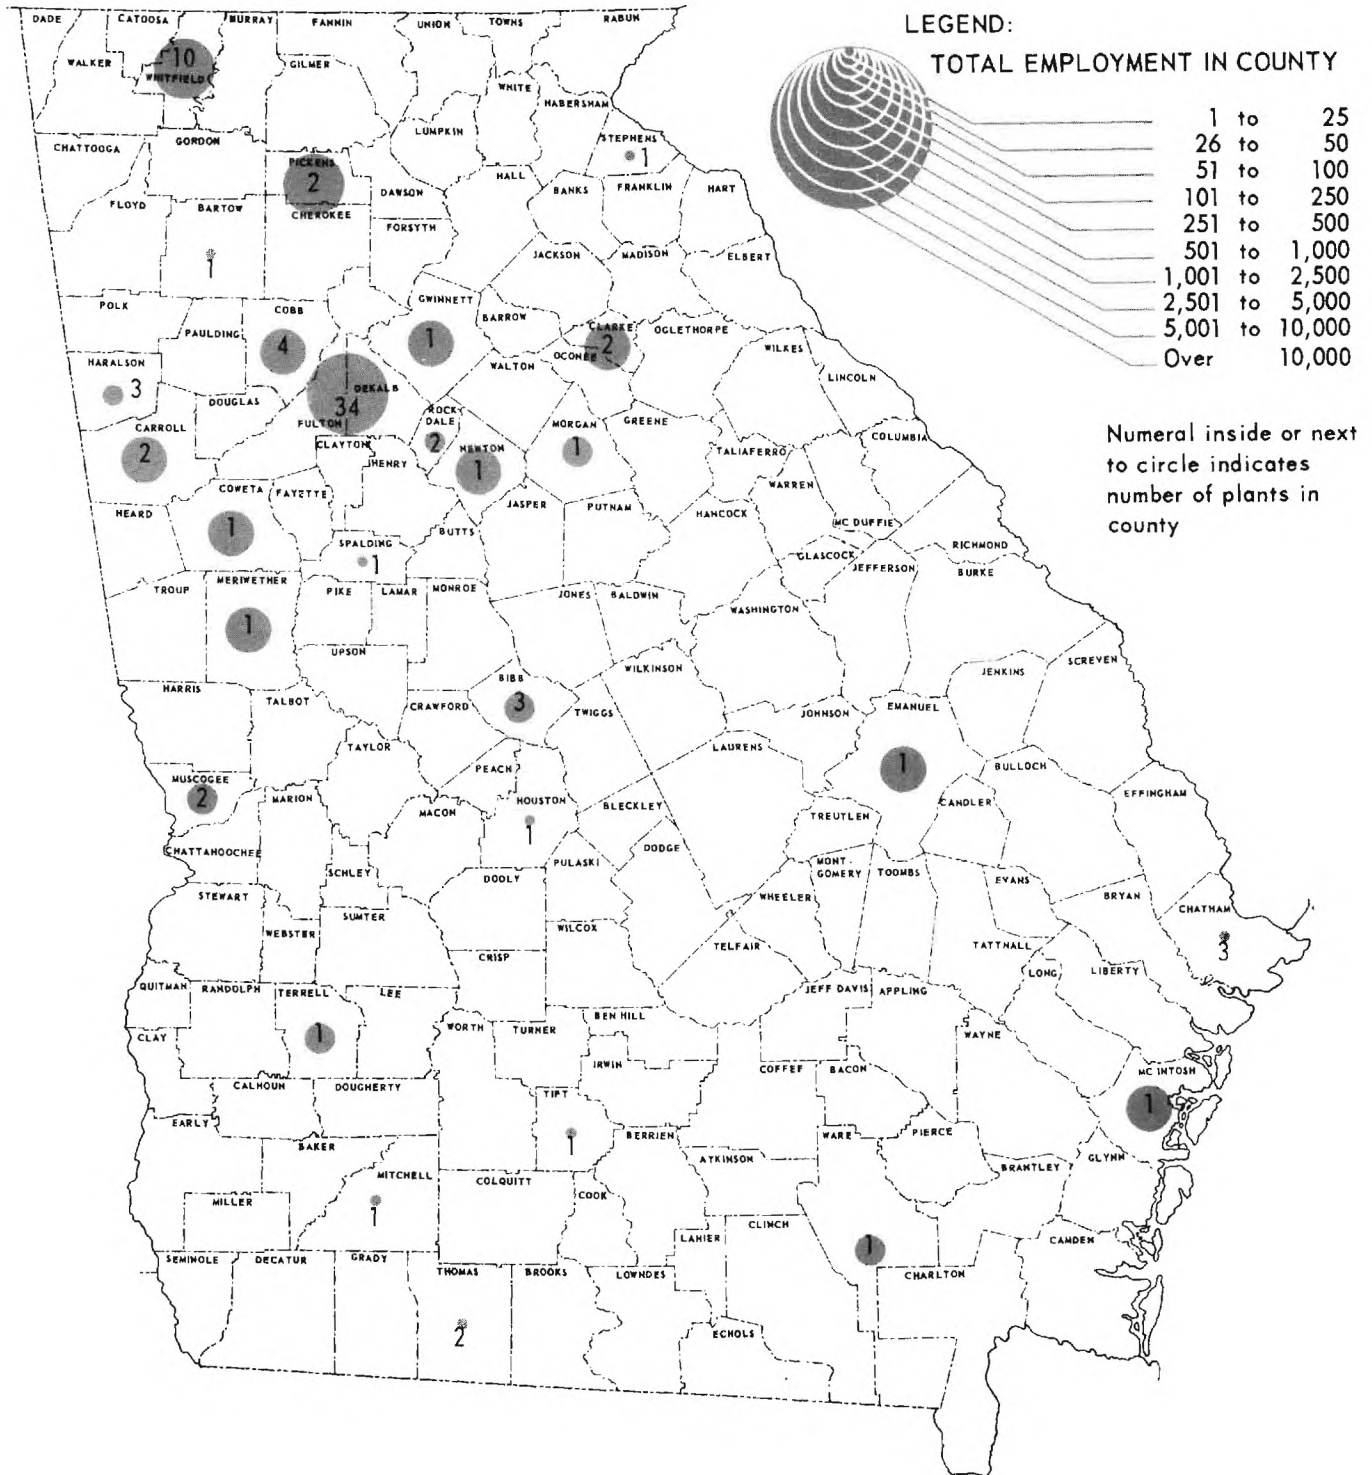 LEGEND:
TOTAL EMPLOYMENT IN COUNTY
1 to 25
26 to 50
51 to 100
101 to 250
251 to 500
501 to 1,000
1,001 to 2,500
2,501 to 5,000
5,001 to 10,000
Over 10,000
Numeral inside or next
to circle indicates
number of plants in
county
DADE
CATOOSA
MURRAY
FANNIN
UNION
TOWNS
RABUN
WALKER
10
WHITFIELD
GILMER
WHITE
HABERSHAM
LUMPKIN
STEPHENS
1
CHATTOOGA
GORDON
PICKENS
2
DAWSON
HALL
BANKS
FRANKLIN
HART
FLOYD
BARTOW
1
CHEROKEE
FORSYTH
JACKSON
MADISON
ELBERT
POLK
PAULDING
COBB
4
GWINNETT
1
BARROW
CLARKE
2
OCONEE
OGLETHORPE
WALTON
WILKES
LINCOLN
HARALSON
3
DOUGLAS
DEKALB
34
FULTON
ROCK
DALE
2
CARROLL
2
CLAYTON
HENRY
NEWTON
1
MORGAN
1
GREENE
TALIAFERRO
COLUMBIA
WARREN
HEARD
COWETA
1
FAYETTE
JASPER
PUTNAM
HANCOCK
MC DUFFIE
SPALDING
1
BUTTS
GLASCOCK
RICHMOND
JEFFERSON
BURKE
TROUP
MERIWETHER
1
PIKE
LAMAR
MONROE
JONES
BALDWIN
WASHINGTON
UPSON
HARRIS
TALBOT
CRAWFORD
BIBB
3
TWIGGS
WILKINSON
JENKINS
SCREVEN
JOHNSON
EMANUEL
1
TAYLOR
LAURENS
MUSCOGEE
2
MARION
MACON
PEACH
HOUSTON
1
BLECKLEY
TREUTLEN
CANDLER
BULLOCH
EFFINGHAM
CHATTAHOOCHEE
SCHLEY
DOOLY
PULASKI
DODGE
MONT-
GOMERY
TOOMBS
EVANS
STEWART
WEBSTER
SUMTER
WILCOX
WHEELER
BRYAN
CHATHAM
3
CRISP
TELFAIR
TATTNALL
LONG
LIBERTY
QUITMAN
RANDOLPH
TERRELL
1
LEE
JEFF DAVIS
APPLING
CLAY
WORTH
TURNER
BEN HILL
IRWIN
COFFEE
BACON
WAYNE
MC INTOSH
1
CALHOUN
DOUGHERTY
TIFT
1
EARLY
BAKER
BERRIEN
WARE
1
PIERCE
MITCHELL
1
COLQUITT
COOK
ATKINSON
BRANTLEY
GLYNN
MILLER
LANIER
CLINCH
CAMDEN
SEMINOLE
DECATUR
GRADY
THOMAS
2
BROOKS
LOWNDES
CHARLTON
ECHOLS